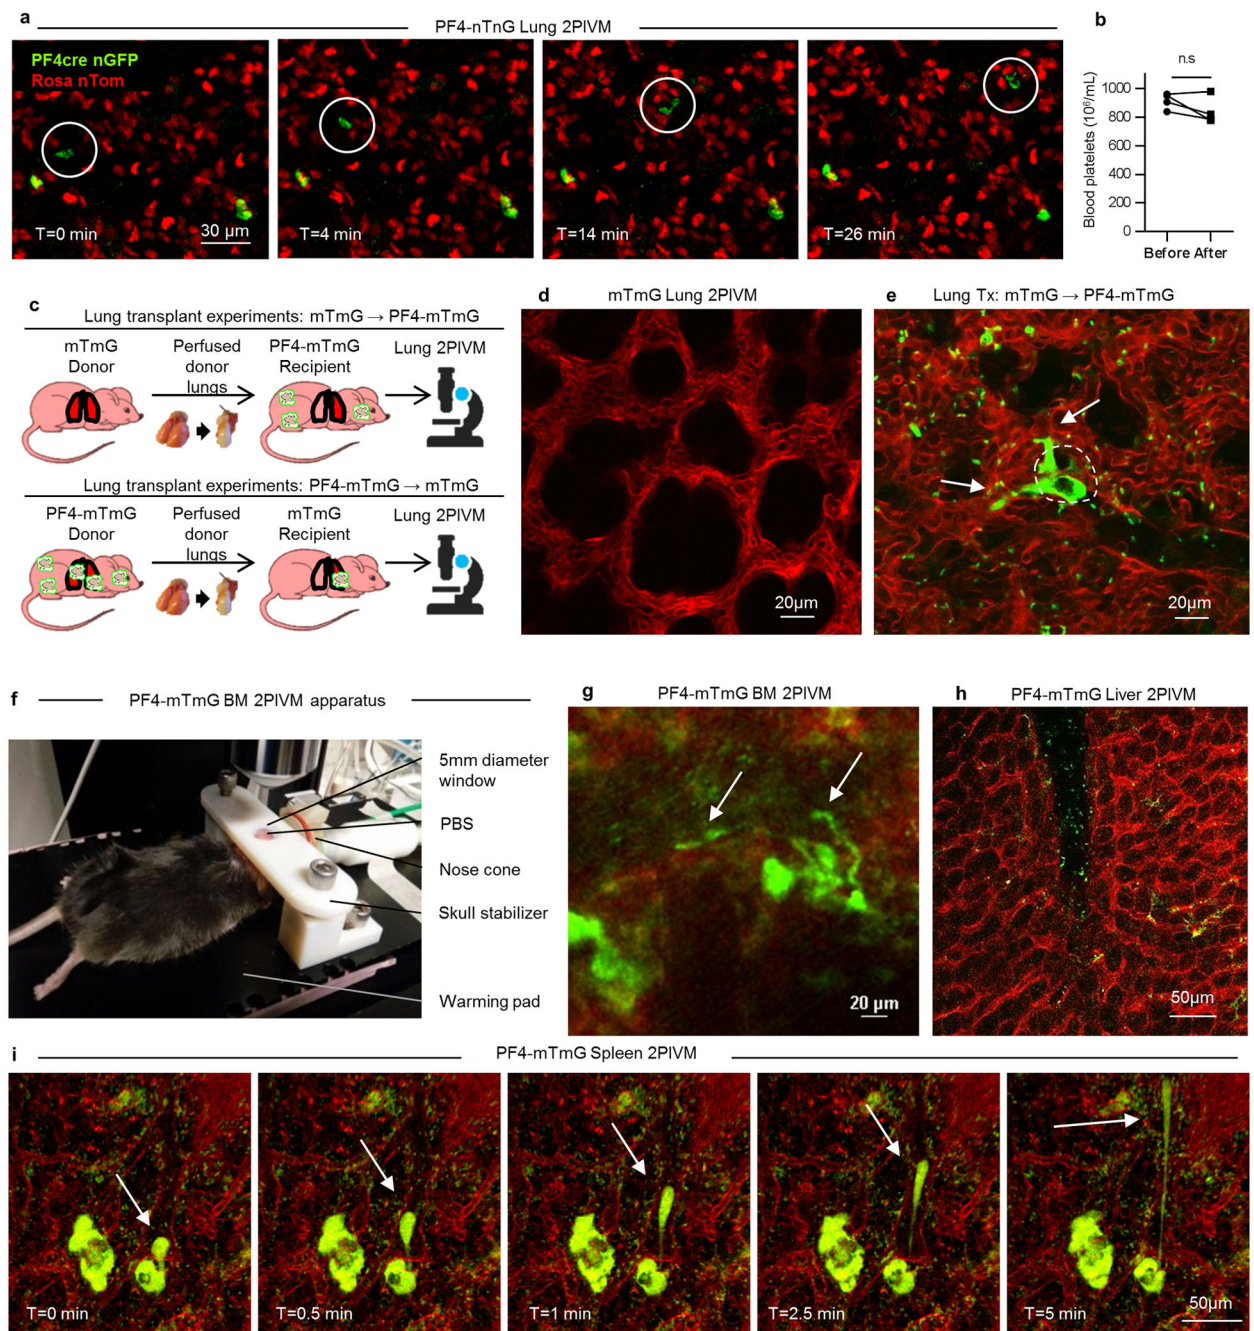 a
PF4-nTnG Lung 2PIVM
PF4cre nGFP
Rosa nTom
T=0 min
30 µm
T=4 min
T=14 min
T=26 min
b
n.s
Blood platelets (10⁶/mL)
1000
800
600
400
200
0
Before After
c
Lung transplant experiments: mTmG → PF4-mTmG
mTmG
Donor
Perfused
donor
lungs
PF4-mTmG
Recipient
Lung 2PIVM
Lung transplant experiments: PF4-mTmG → mTmG
PF4-mTmG
Donor
Perfused
donor
lungs
mTmG
Recipient
Lung 2PIVM
d
mTmG Lung 2PIVM
20µm
e
Lung Tx: mTmG → PF4-mTmG
20µm
f
PF4-mTmG BM 2PIVM apparatus
5mm diameter
window
PBS
Nose cone
Skull stabilizer
Warming pad
g
PF4-mTmG BM 2PIVM
20 µm
h
PF4-mTmG Liver 2PIVM
50µm
i
PF4-mTmG Spleen 2PIVM
T=0 min
T=0.5 min
T=1 min
T=2.5 min
T=5 min
50µm